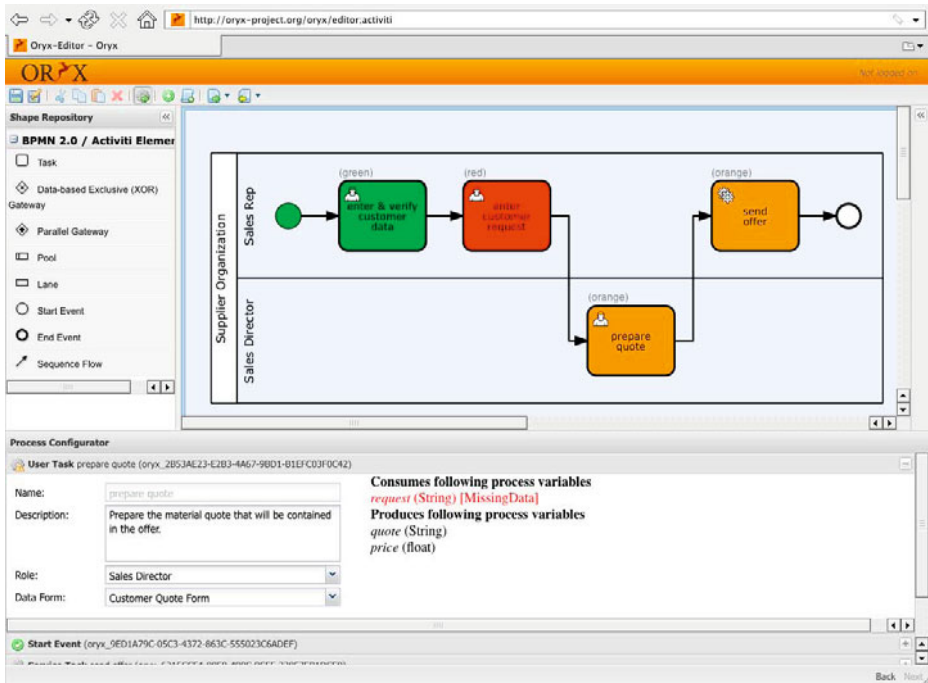 http://oryx-project.org/oryx/editor;activiti
Oryx-Editor - Oryx
ORYX
Not logged on
Shape Repository
BPMN 2.0 / Activiti Elemer
Task
Data-based Exclusive (XOR)
Gateway
Parallel Gateway
Pool
Lane
Start Event
End Event
Sequence Flow
Supplier Organization
Sales Rep
Sales Director
(green)
enter & verify
customer
data
(red)
enter
customer
request
(orange)
send
offer
(orange)
prepare
quote
Process Configurator
User Task prepare quote (oryx_2B53AE23-E2B3-4A67-9BD1-B1EFC03F0C42)
Name: prepare quote
Description: Prepare the material quote that will be contained
in the offer.
Role: Sales Director
Data Form: Customer Quote Form
Consumes following process variables
request (String) [MissingData]
Produces following process variables
quote (String)
price (float)
Start Event (oryx_9ED1A79C-05C3-4372-863C-555023C6ADEF)
Back Next